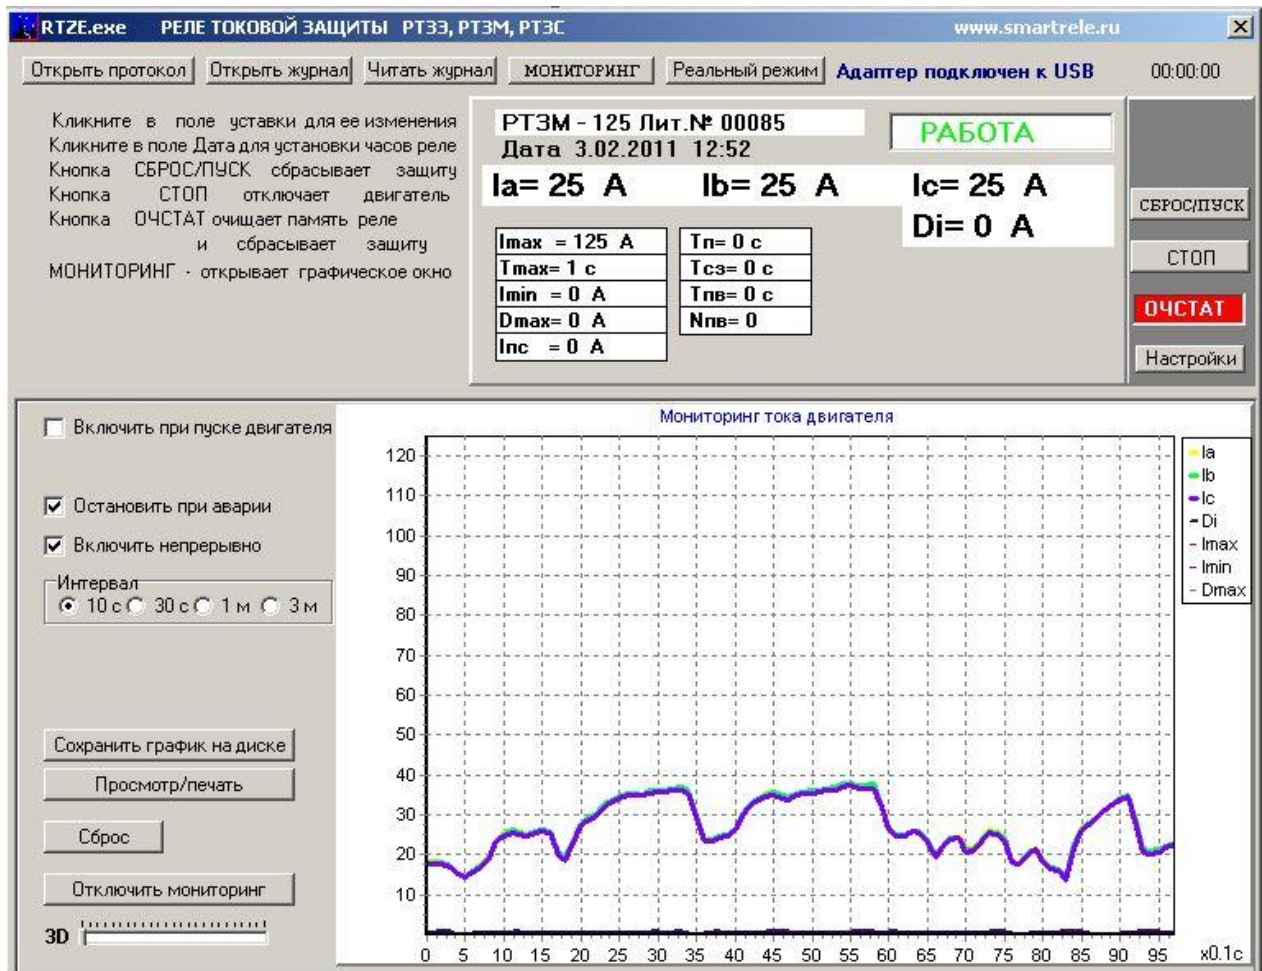 RTZE.exe РЕЛЕ ТОКОВОЙ ЗАЩИТЫ РТЗЭ, РТЗМ, РТЗС www.smartrele.ru
Открыть протокол Открыть журнал Читать журнал МОНИТОРИНГ Реальный режим Адаптер подключен к USB 00:00:00
Кликните в поле уставки для ее изменения
Кликните в поле Дата для установки часов реле
Кнопка СБРОС/ПУСК сбрасывает защиту
Кнопка СТОП отключает двигатель
Кнопка ОЧСТАТ очищает память реле
и сбрасывает защиту
МОНИТОРИНГ - открывает графическое окно
РТЗМ - 125 Лит.№ 00085
Дата 3.02.2011 12:52
РАБОТА
Ia= 25 A Ib= 25 A Ic= 25 A
Di= 0 A
Imax = 125 A
Tmax= 1 с
Imin = 0 A
Dmax= 0 A
Iпс = 0 A
Тп= 0 с
Тсз= 0 с
Тпв= 0 с
Nпв= 0
СБРОС/ПУСК
СТОП
ОЧСТАТ
Настройки
Включить при пуске двигателя
Остановить при аварии
Включить непрерывно
Интервал
10 с 30 с 1 м 3 м
Сохранить график на диске
Просмотр/печать
Сброс
Отключить мониторинг
3D
Мониторинг тока двигателя
120
110
100
90
80
70
60
50
40
30
20
10
0 5 10 15 20 25 30 35 40 45 50 55 60 65 70 75 80 85 90 95 x0.1с
Ia
Ib
Ic
Di
Imax
Imin
Dmax